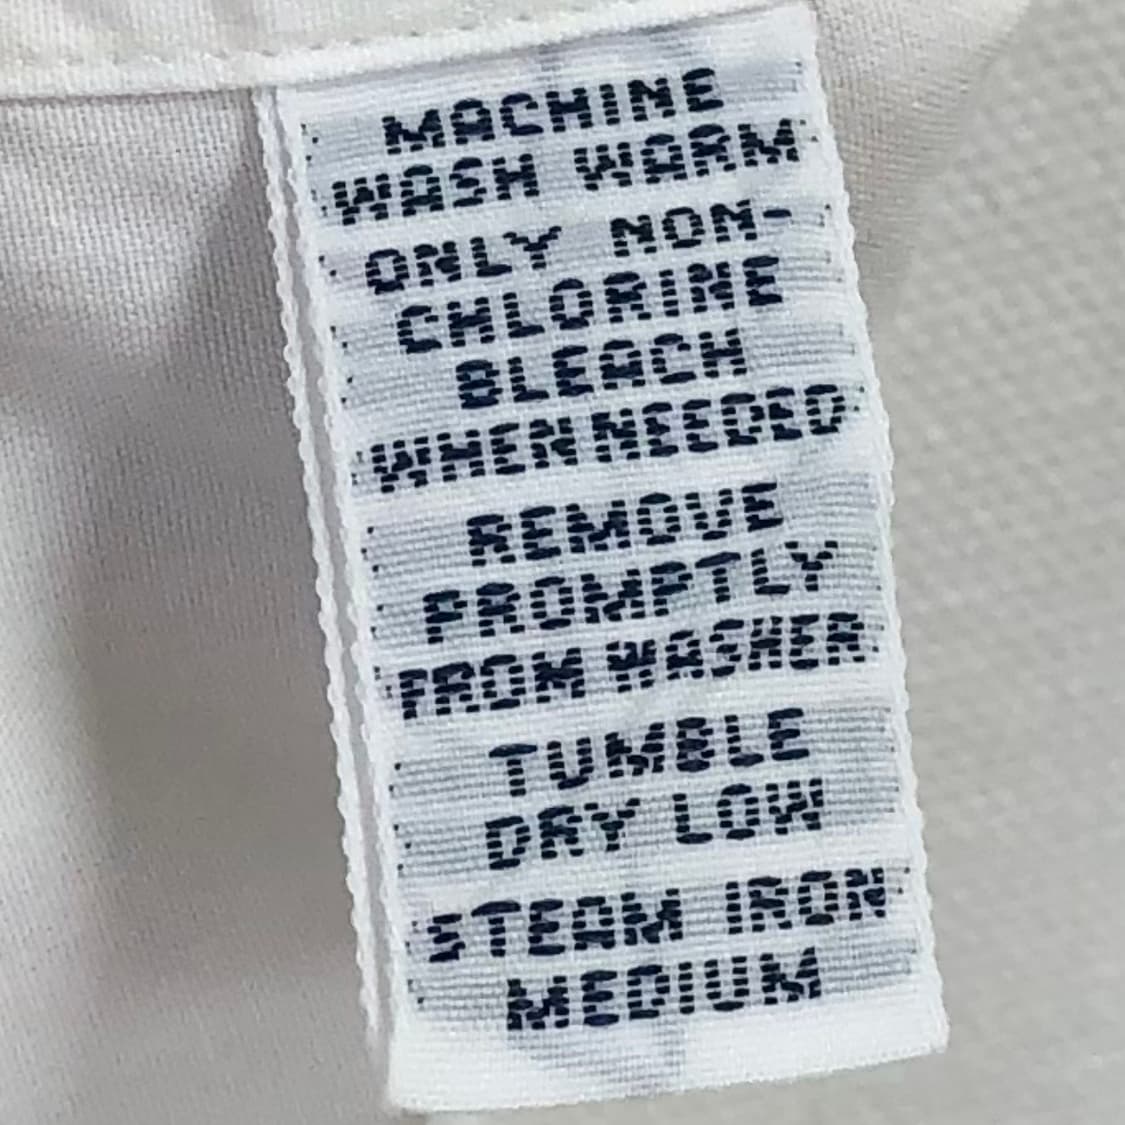 MACHINE
WASH WARM
ONLY NON-
CHLORINE
BLEACH
WHEN NEEDED
REMOVE
PROMPTLY
FROM WASHER
TUMBLE
DRY LOW
STEAM IRON
MEDIUM